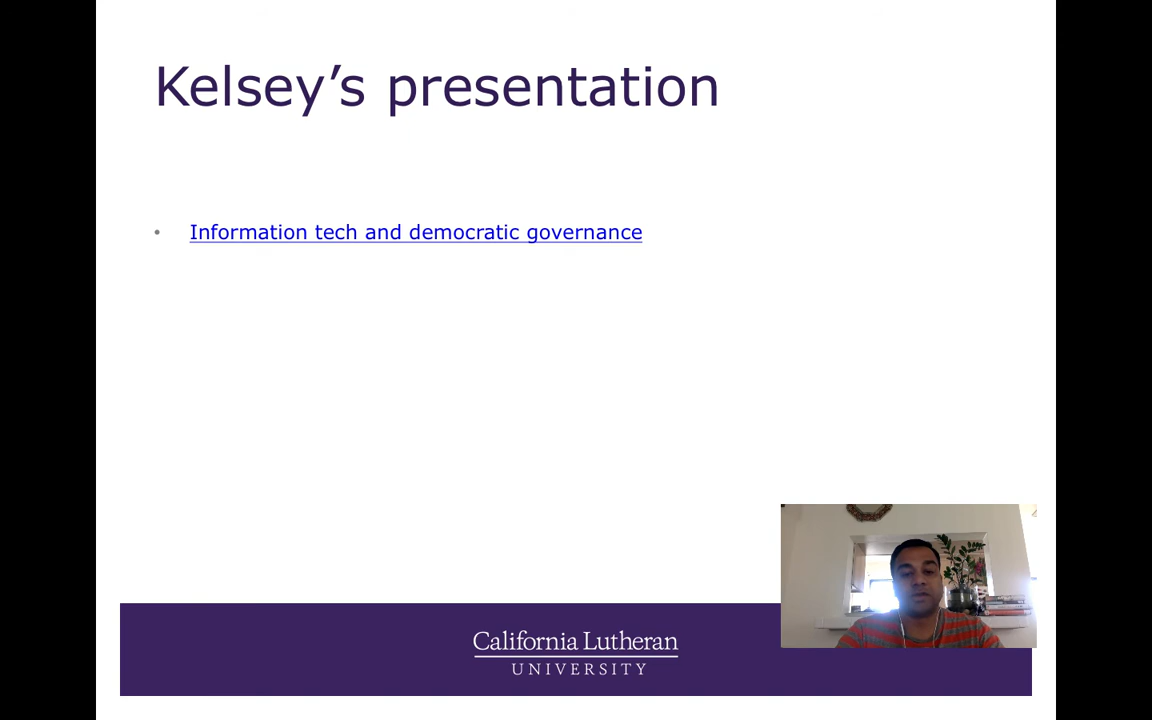 Kelsey’s presentation
• Information tech and democratic governance
California Lutheran
UNIVERSITY